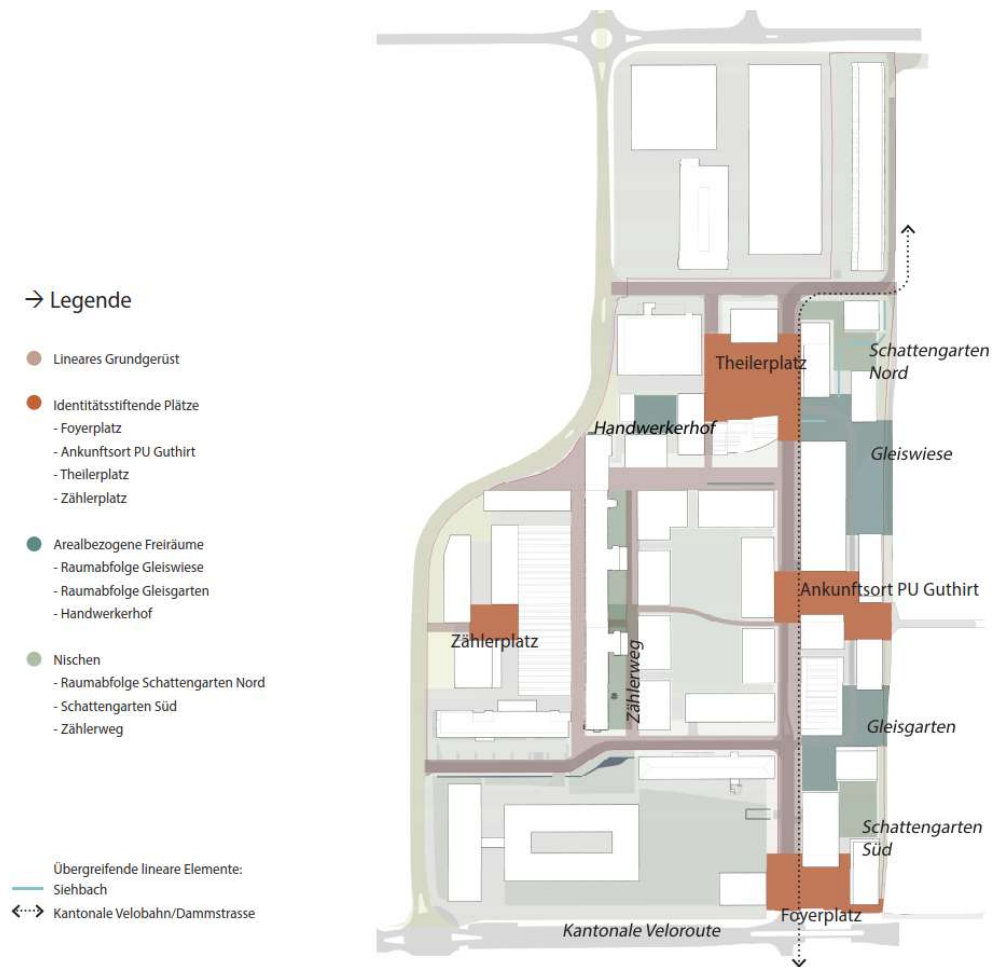 → Legende
Lineares Grundgerüst
Identitätsstiftende Plätze
- Foyerplatz
- Ankunftsort PU Guthirt
- Theilerplatz
- Zählerplatz
Arealbezogene Freiräume
- Raumabfolge Gleiswiese
- Raumabfolge Gleisgarten
- Handwerkerhof
Nischen
- Raumabfolge Schattengarten Nord
- Schattengarten Süd
- Zählerweg
Übergreifende lineare Elemente:
Siehbach
Kantonale Velobahn/Dammstrasse
Theilerplatz
Schattengarten
Nord
Handwerkerhof
Gleiswiese
Ankunftsort PU Guthirt
Zählerplatz
Zählerweg
Gleisgarten
Schattengarten
Süd
Foyerplatz
Kantonale Veloroute